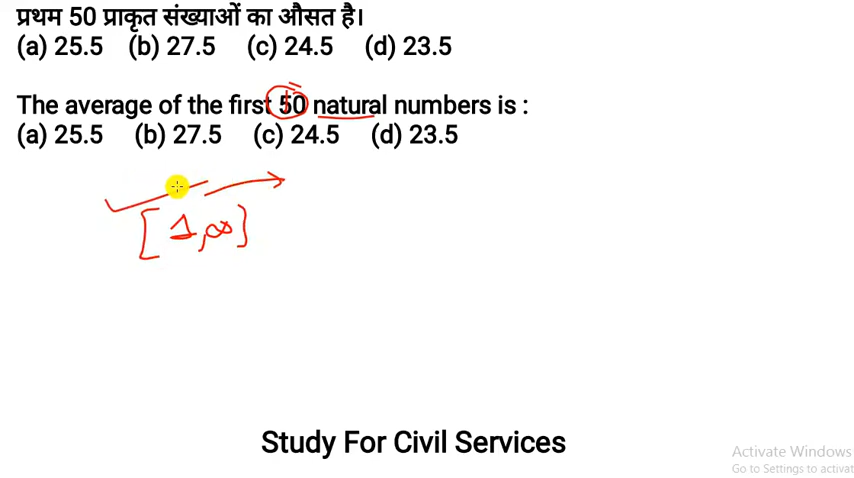 प्रथम 50 प्राकृत संख्याओं का औसत है।
(a) 25.5 (b) 27.5 (c) 24.5 (d) 23.5
The average of the first 50 natural numbers is :
(a) 25.5 (b) 27.5 (c) 24.5 (d) 23.5
[1,∞]
Study For Civil Services
Activate Windows
Go to Settings to activat